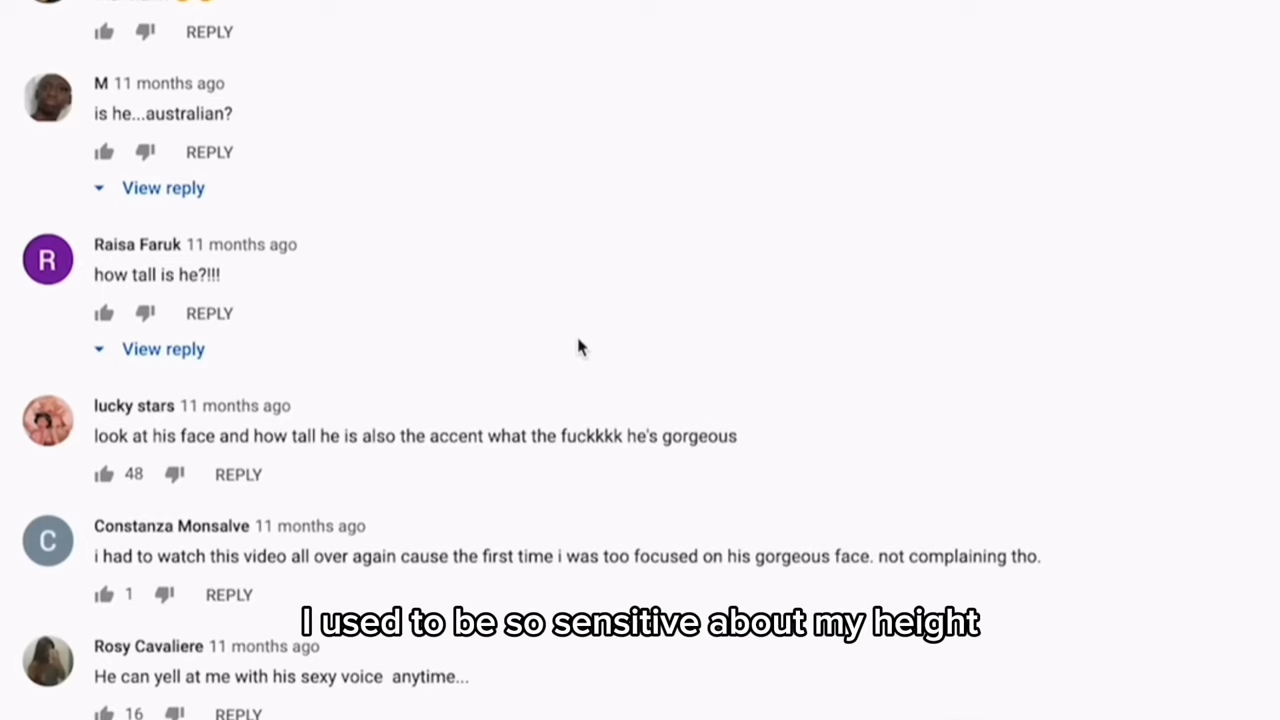 REPLY
M 11 months ago
is he...australian?
REPLY
View reply
R
Raisa Faruk 11 months ago
how tall is he?!!!
REPLY
View reply
lucky stars 11 months ago
look at his face and how tall he is also the accent what the fuckkkk he's gorgeous
48 REPLY
C
Constanza Monsalve 11 months ago
i had to watch this video all over again cause the first time i was too focused on his gorgeous face. not complaining tho.
1 REPLY
I used to be so sensitive about my height
Rosy Cavaliere 11 months ago
He can yell at me with his sexy voice anytime...
16 REPLY